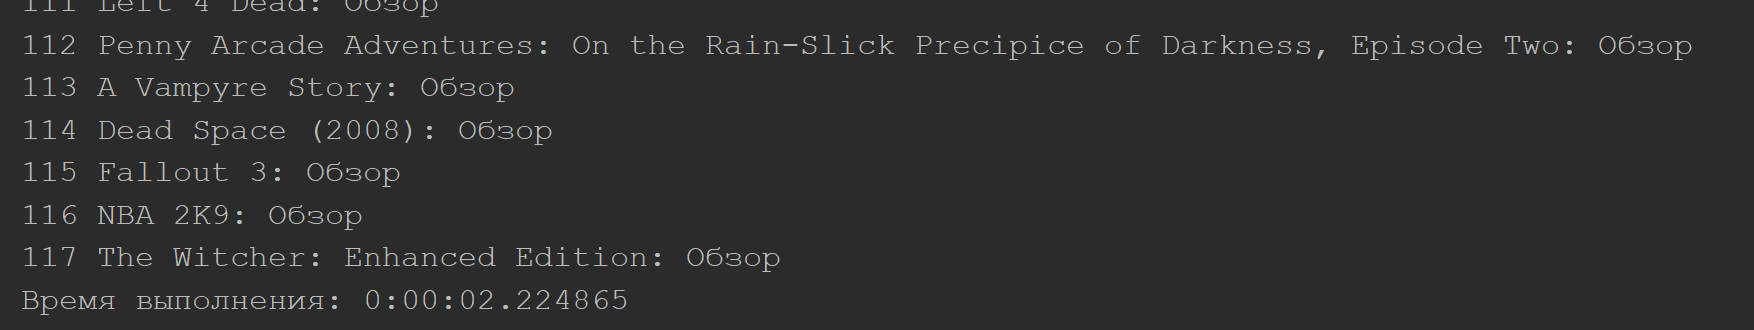 111 Left 4 Dead: Обзор
112 Penny Arcade Adventures: On the Rain-Slick Precipice of Darkness, Episode Two: Обзор
113 A Vampyre Story: Обзор
114 Dead Space (2008): Обзор
115 Fallout 3: Обзор
116 NBA 2K9: Обзор
117 The Witcher: Enhanced Edition: Обзор
Время выполнения: 0:00:02.224865